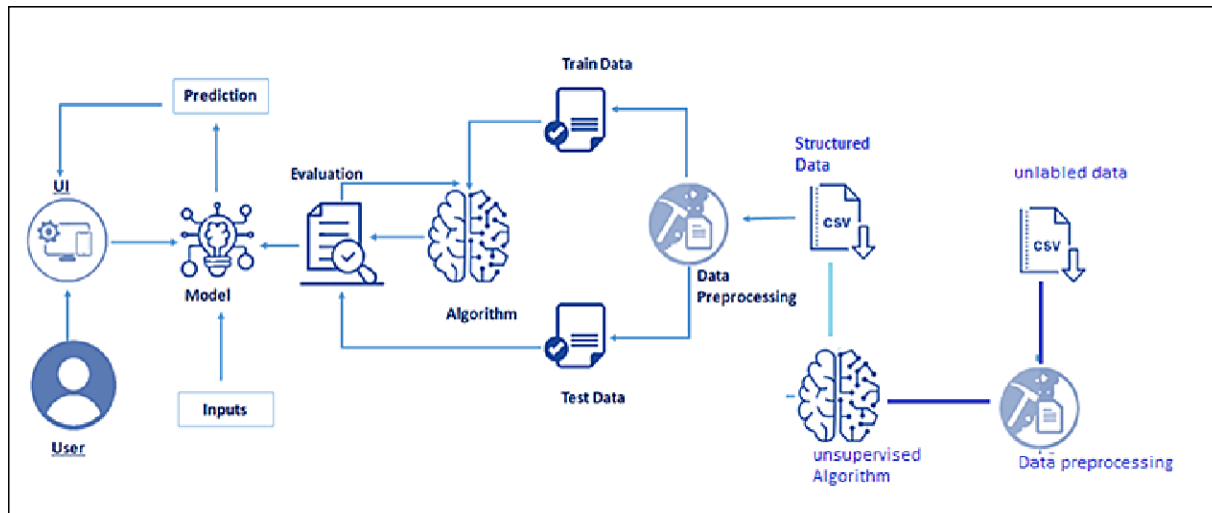 Train Data
Prediction
Structured
Data
UI
Evaluation
unlabled data
CSV
CSV
Model
Data
Preprocessing
Algorithm
Test Data
Inputs
User
unsupervised
Algorithm
Data preprocessing